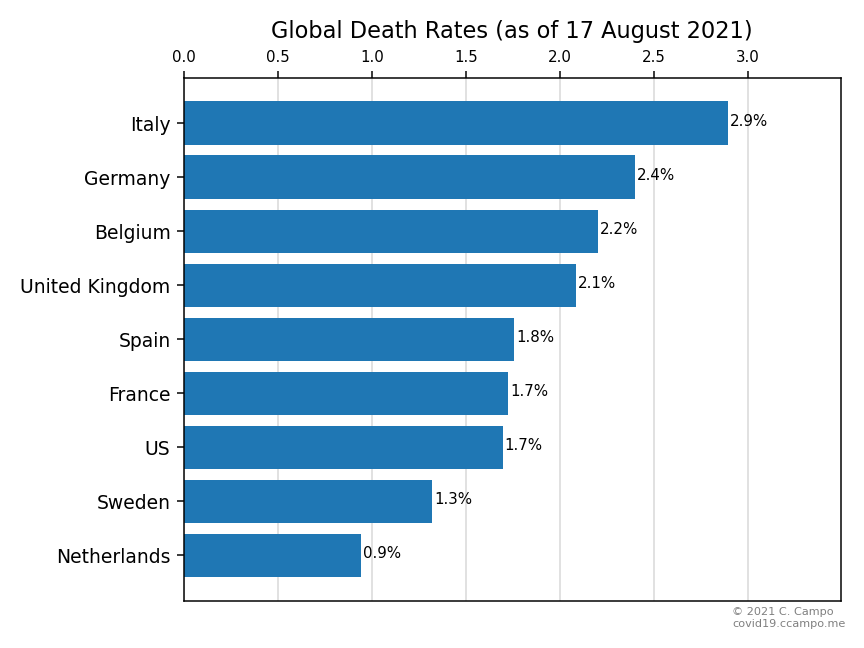 Global Death Rates (as of 17 August 2021)
0.0 0.5 1.0 1.5 2.0 2.5 3.0
Italy 2.9%
Germany 2.4%
Belgium 2.2%
United Kingdom 2.1%
Spain 1.8%
France 1.7%
US 1.7%
Sweden 1.3%
Netherlands 0.9%
© 2021 C. Campo
covid19.ccampo.me